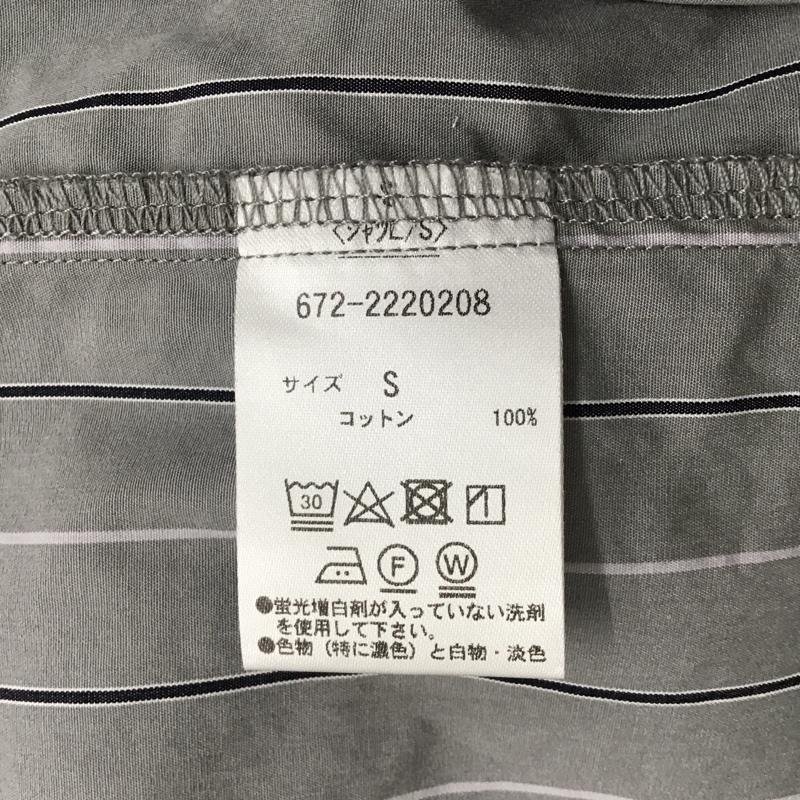 〈シャツL/S〉
672-2220208
サイズ S
コットン 100%
30
F W
●蛍光増白剤が入っていない洗剤
を使用して下さい。
●色物（特に濃色）と白物・淡色